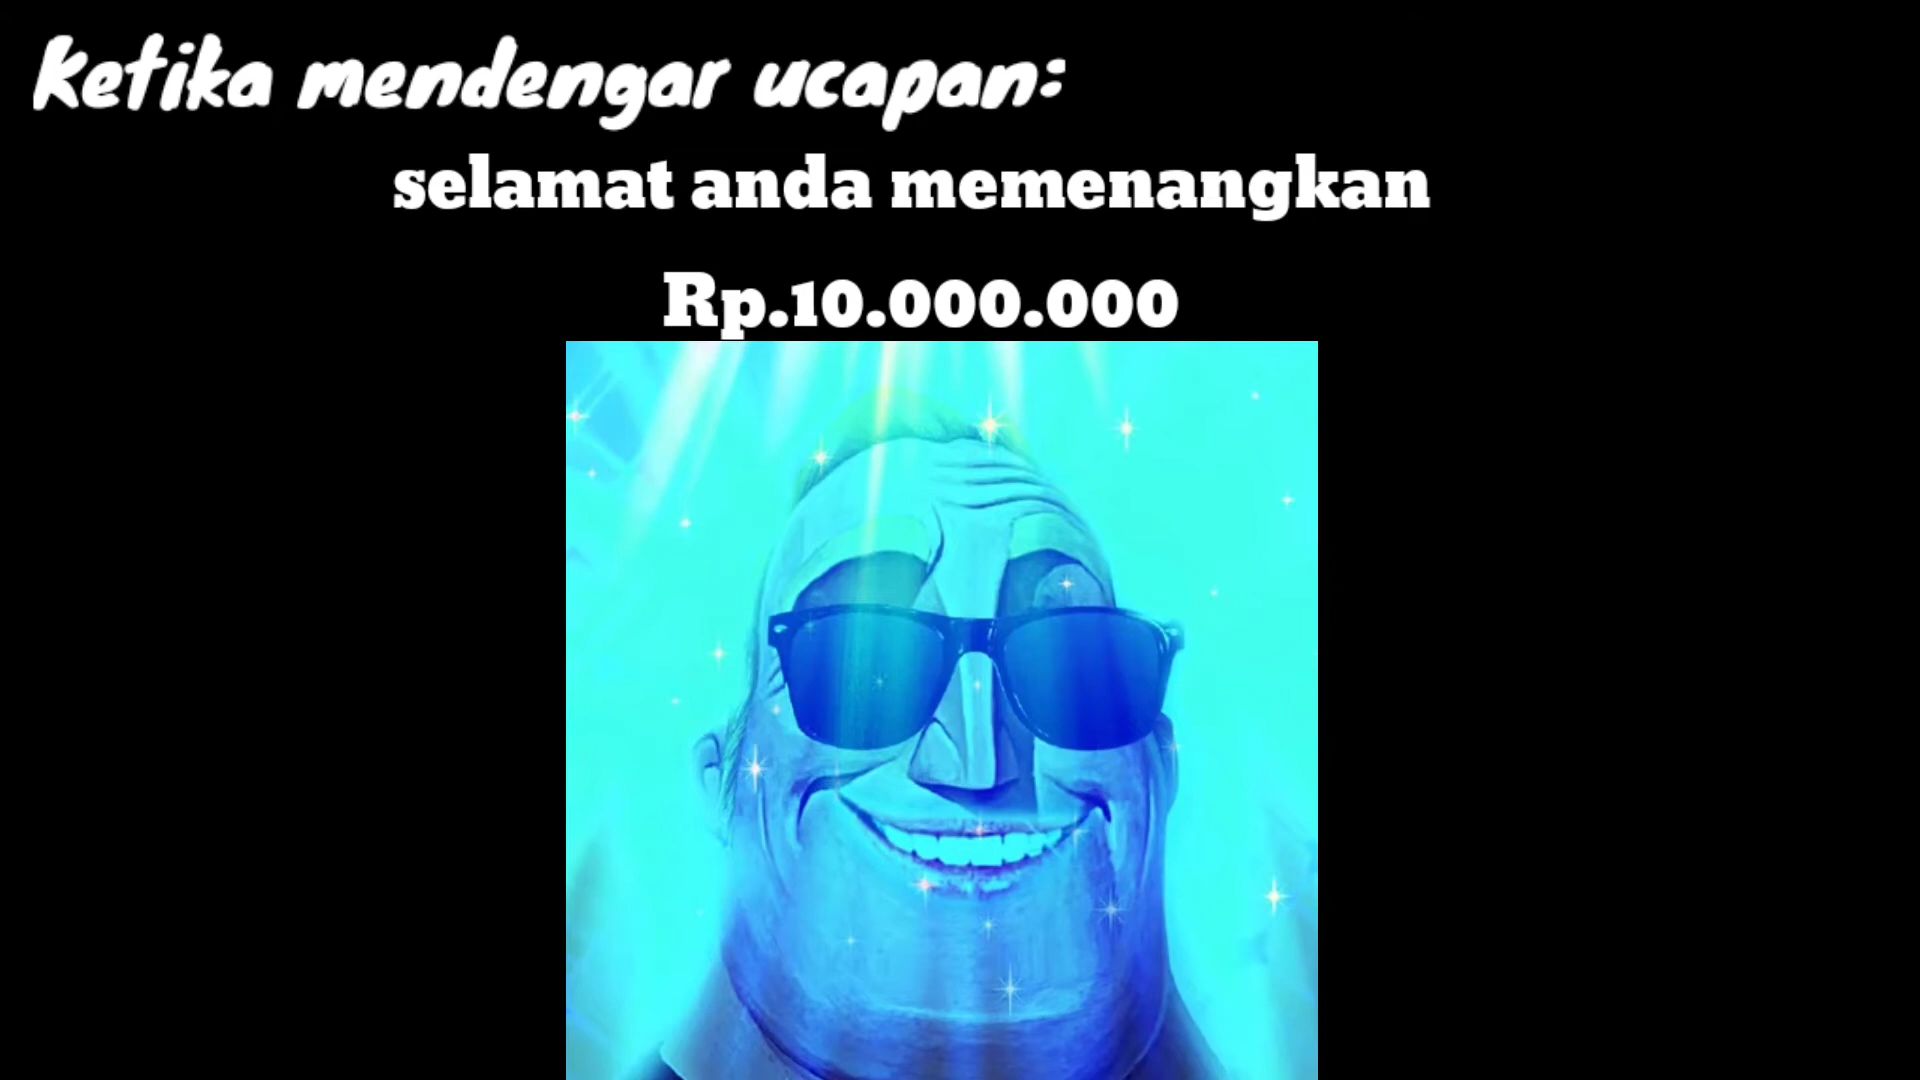 Ketika mendengar ucapan:
selamat anda memenangkan
Rp.10.000.000